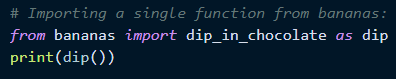 # Importing a single function from bananas:
from bananas import dip_in_chocolate as dip
print(dip())